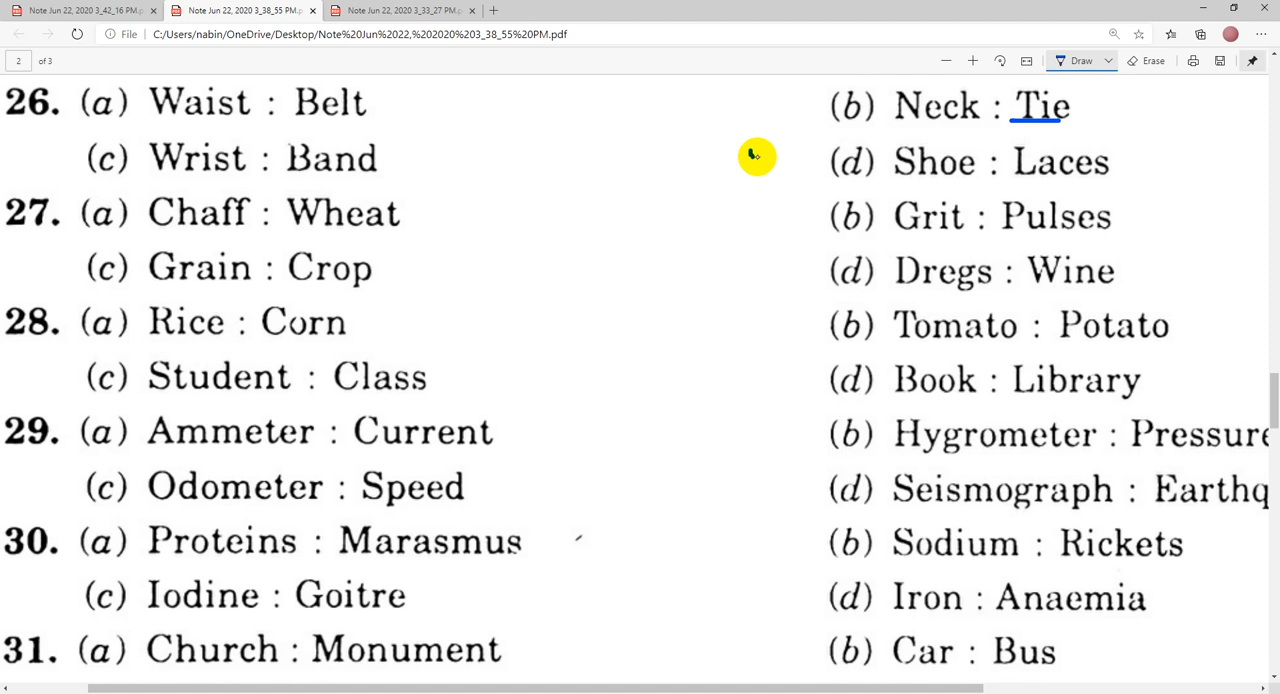 Note Jun 22, 2020 3_42_16 PM.p Note Jun 22, 2020 3_38_55 PM.p Note Jun 22, 2020 3_33_27 PM.p
File C:/Users/nabin/OneDrive/Desktop/Note%20Jun%2022,%202020%203_38_55%20PM.pdf
2 of 3 Draw Erase
26. (a) Waist : Belt (b) Neck : Tie
(c) Wrist : Band (d) Shoe : Laces
27. (a) Chaff : Wheat (b) Grit : Pulses
(c) Grain : Crop (d) Dregs : Wine
28. (a) Rice : Corn (b) Tomato : Potato
(c) Student : Class (d) Book : Library
29. (a) Ammeter : Current (b) Hygrometer : Pressure
(c) Odometer : Speed (d) Seismograph : Earthq
30. (a) Proteins : Marasmus (b) Sodium : Rickets
(c) Iodine : Goitre (d) Iron : Anaemia
31. (a) Church : Monument (b) Car : Bus